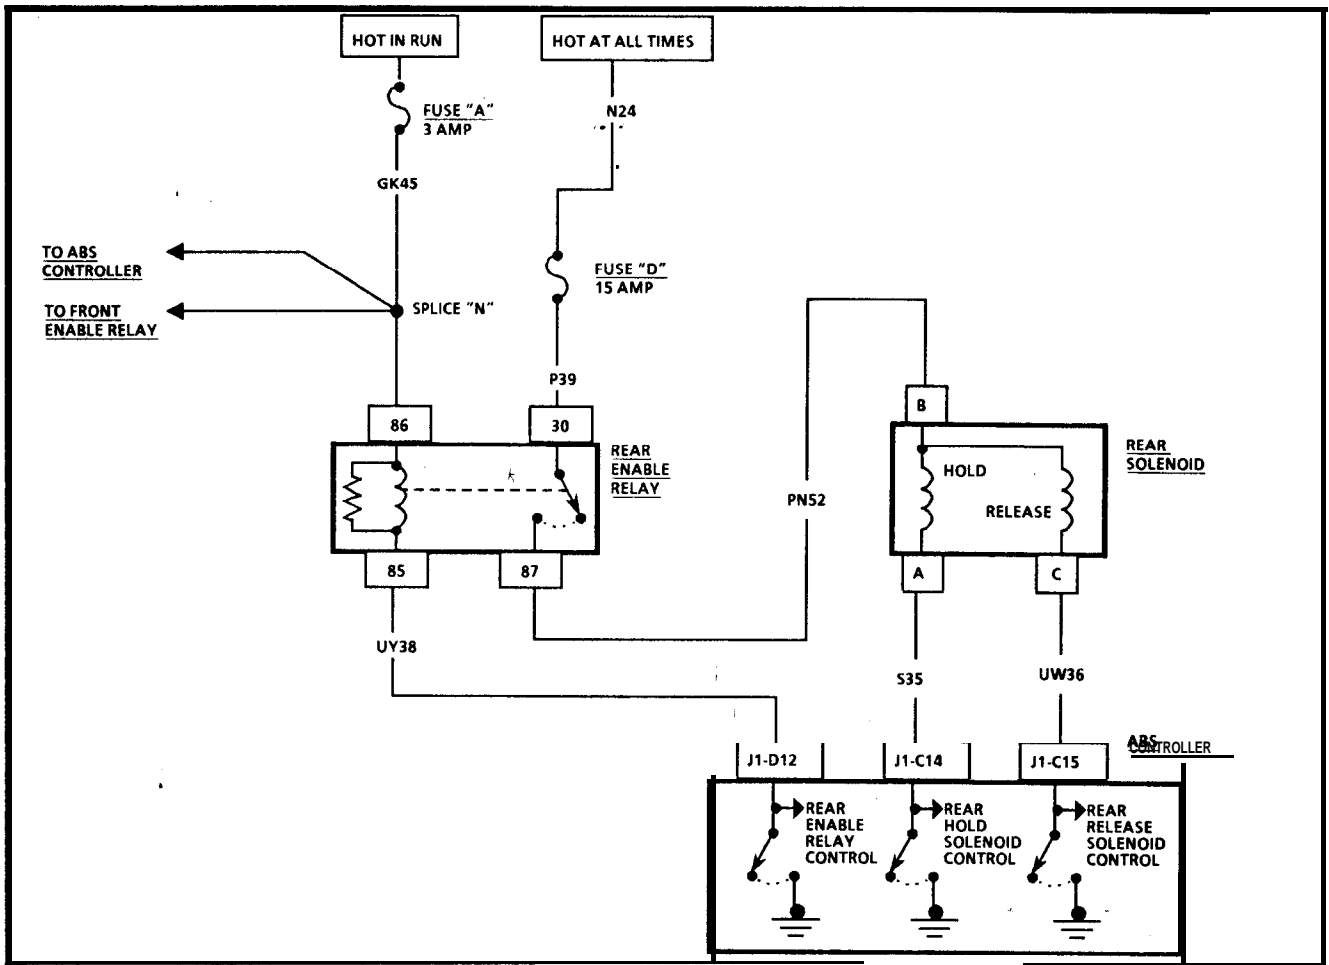 HOT IN RUN
HOT AT ALL TIMES
FUSE "A"
3 AMP
N24
GK45
TO ABS
CONTROLLER
FUSE "D"
15 AMP
TO FRONT
ENABLE RELAY
SPLICE "N"
P39
86
30
B
REAR
ENABLE
RELAY
HOLD
RELEASE
REAR
SOLENOID
PN52
85
87
A
C
UY38
S35
UW36
ABS
CONTROLLER
J1-D12
J1-C14
J1-C15
REAR
ENABLE
RELAY
CONTROL
REAR
HOLD
SOLENOID
CONTROL
REAR
RELEASE
SOLENOID
CONTROL